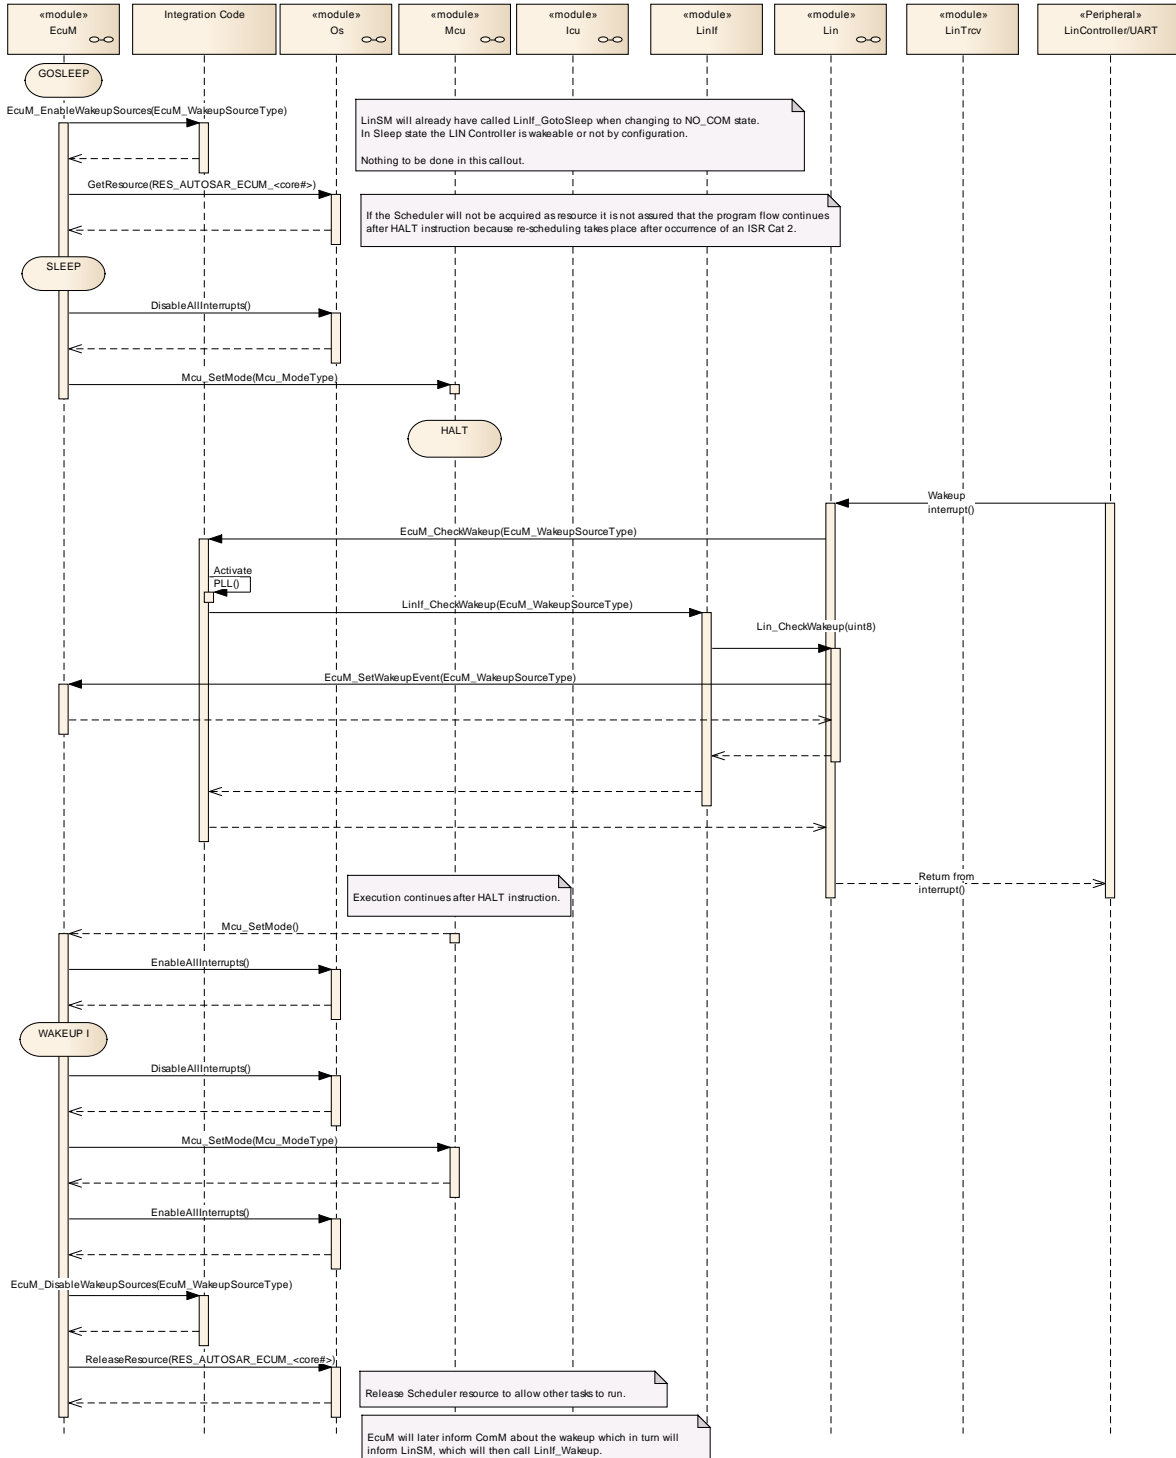 «module»
EcuM
Integration Code
«module»
Os
«module»
Mcu
«module»
Icu
«module»
LinIf
«module»
Lin
«module»
LinTrcv
«Peripheral»
LinController/UART
GOSLEEP
EcuM_EnableWakeupSources(EcuM_WakeupSourceType)
LinSM will already have called LinIf_GotoSleep when changing to NO_COM state.
In Sleep state the LIN Controller is wakeable or not by configuration.
Nothing to be done in this callout.
GetResource(RES_AUTOSAR_ECUM_<core#>)
If the Scheduler will not be acquired as resource it is not assured that the program flow continues
after HALT instruction because re-scheduling takes place after occurrence of an ISR Cat 2.
SLEEP
DisableAllInterrupts()
Mcu_SetMode(Mcu_ModeType)
HALT
Wakeup
interrupt()
EcuM_CheckWakeup(EcuM_WakeupSourceType)
Activate
PLL()
LinIf_CheckWakeup(EcuM_WakeupSourceType)
Lin_CheckWakeup(uint8)
EcuM_SetWakeupEvent(EcuM_WakeupSourceType)
Return from
interrupt()
Execution continues after HALT instruction.
Mcu_SetMode()
EnableAllInterrupts()
WAKEUP I
DisableAllInterrupts()
Mcu_SetMode(Mcu_ModeType)
EnableAllInterrupts()
EcuM_DisableWakeupSources(EcuM_WakeupSourceType)
ReleaseResource(RES_AUTOSAR_ECUM_<core#>)
Release Scheduler resource to allow other tasks to run.
EcuM will later inform ComM about the wakeup which in turn will
inform LinSM, which will then call LinIf_Wakeup.